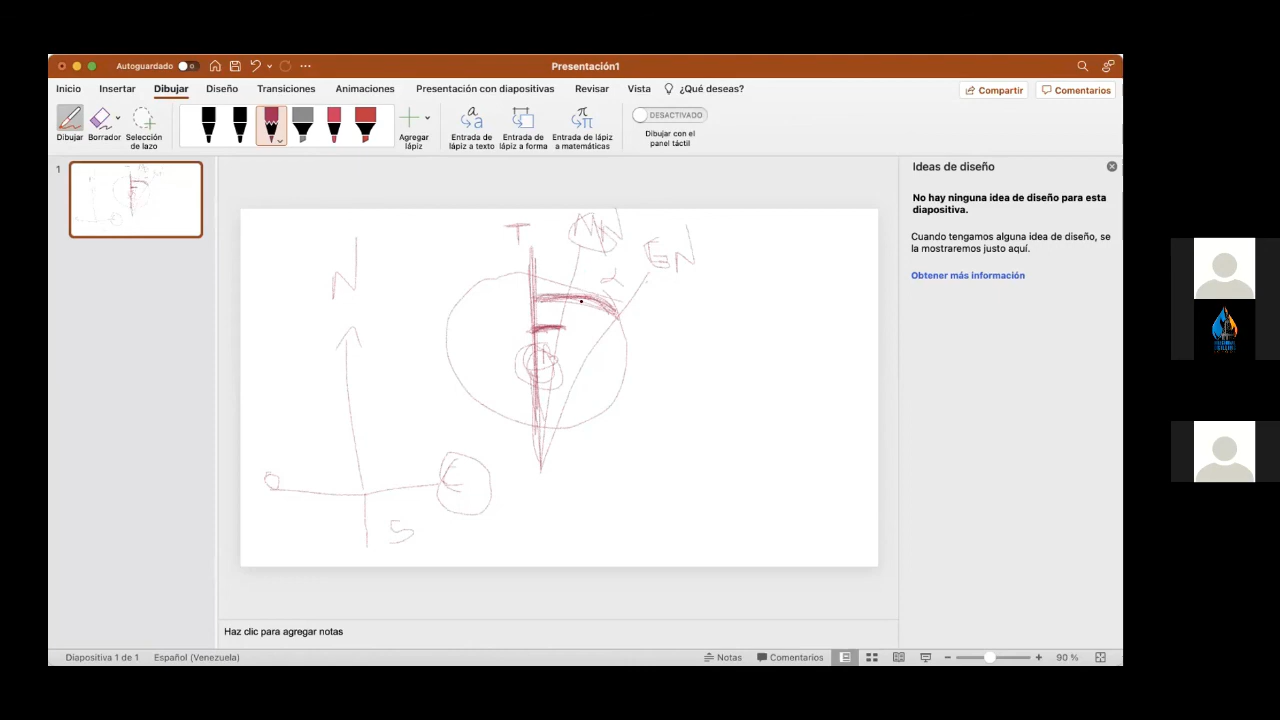 Autoguardado
Presentación1
Inicio Insertar Dibujar Diseño Transiciones Animaciones Presentación con diapositivas Revisar Vista ¿Qué deseas?
Compartir Comentarios
Dibujar Borrador Selección de lazo
Agregar lápiz
Entrada de lápiz a texto
Entrada de lápiz a forma
Entrada de lápiz a matemáticas
DESACTIVADO
Dibujar con el panel táctil
1
Ideas de diseño
No hay ninguna idea de diseño para esta
diapositiva.
Cuando tengamos alguna idea de diseño, se
la mostraremos justo aquí.
Obtener más información
T MN GN
N α
O E
S
Haz clic para agregar notas
Diapositiva 1 de 1 Español (Venezuela) Notas Comentarios 90 %